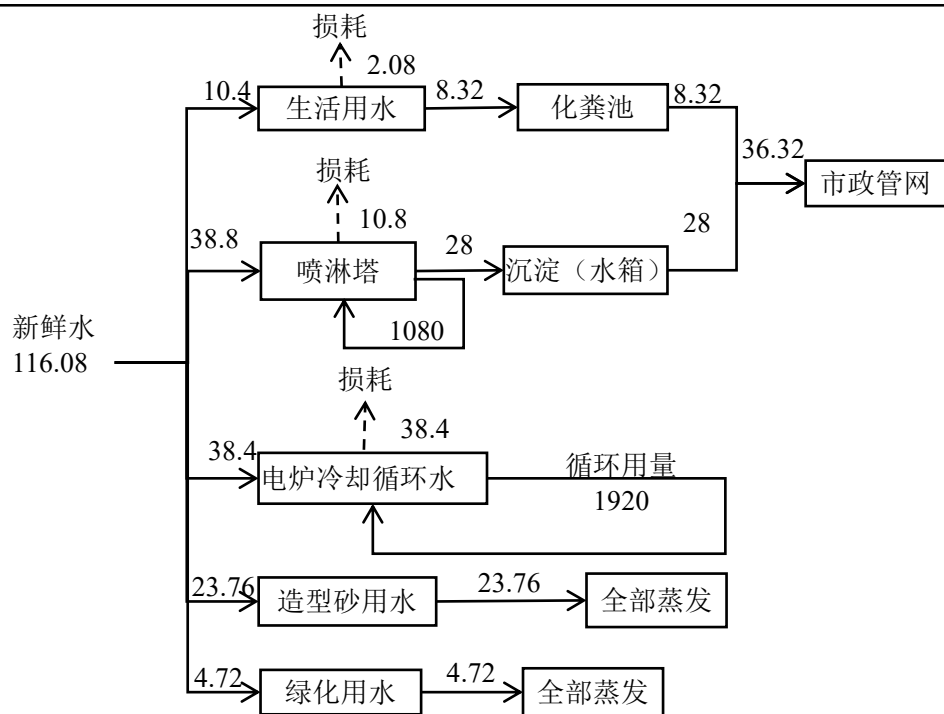 损耗
2.08
10.4
生活用水
8.32
化粪池
8.32
36.32
市政管网
损耗
10.8
38.8
喷淋塔
28
沉淀（水箱）
28
1080
新鲜水
116.08
损耗
38.4
38.4
电炉冷却循环水
循环用量
1920
23.76
造型砂用水
23.76
全部蒸发
4.72
绿化用水
4.72
全部蒸发